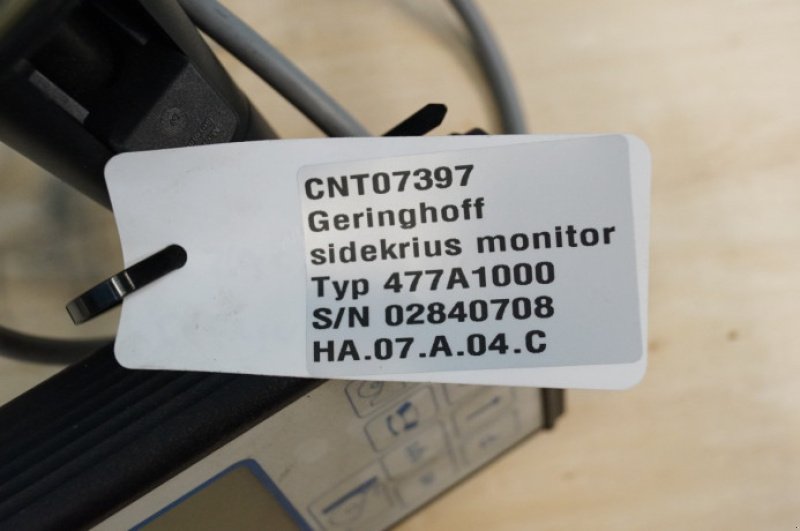 CNT07397
Geringhoff
sidekrius monitor
Typ 477A1000
S/N 02840708
HA.07.A.04.C